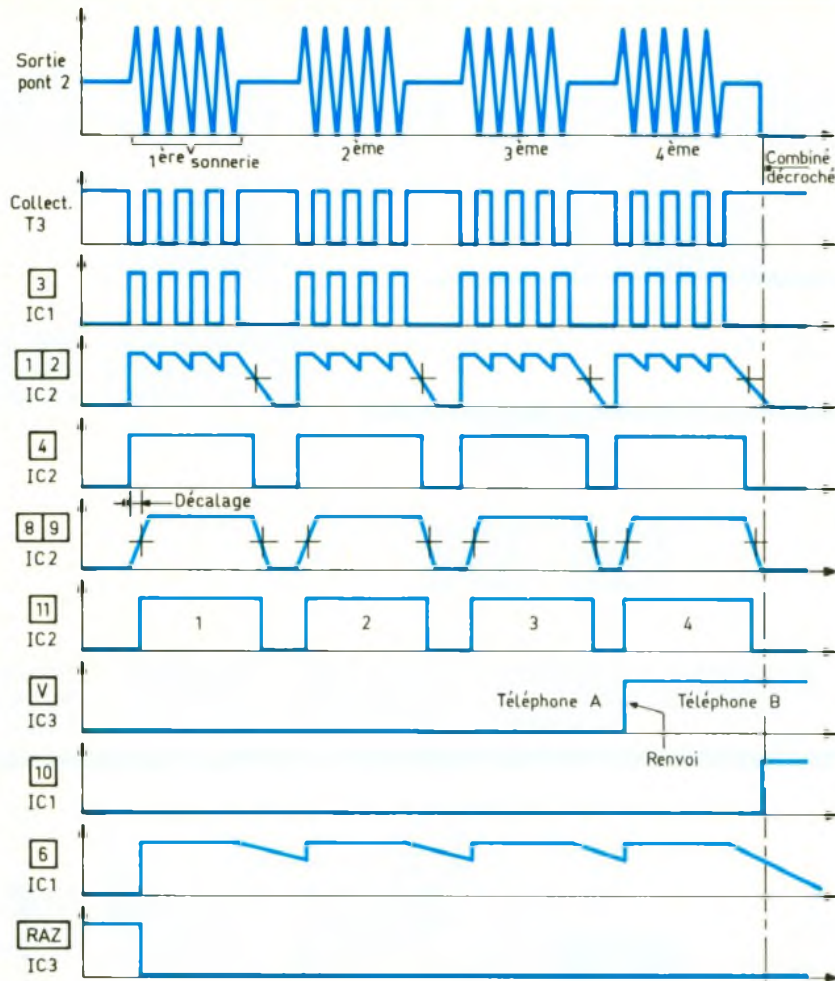 Sortie
pont 2
1ère sonnerie
2ème
3ème
4ème
Combiné
décroché
Collect.
T3
3
IC1
1 2
IC2
4
IC2
Décalage
8 9
IC2
11
IC2
1
2
3
4
V
IC3
Téléphone A
Téléphone B
Renvoi
10
IC1
6
IC1
RAZ
IC3